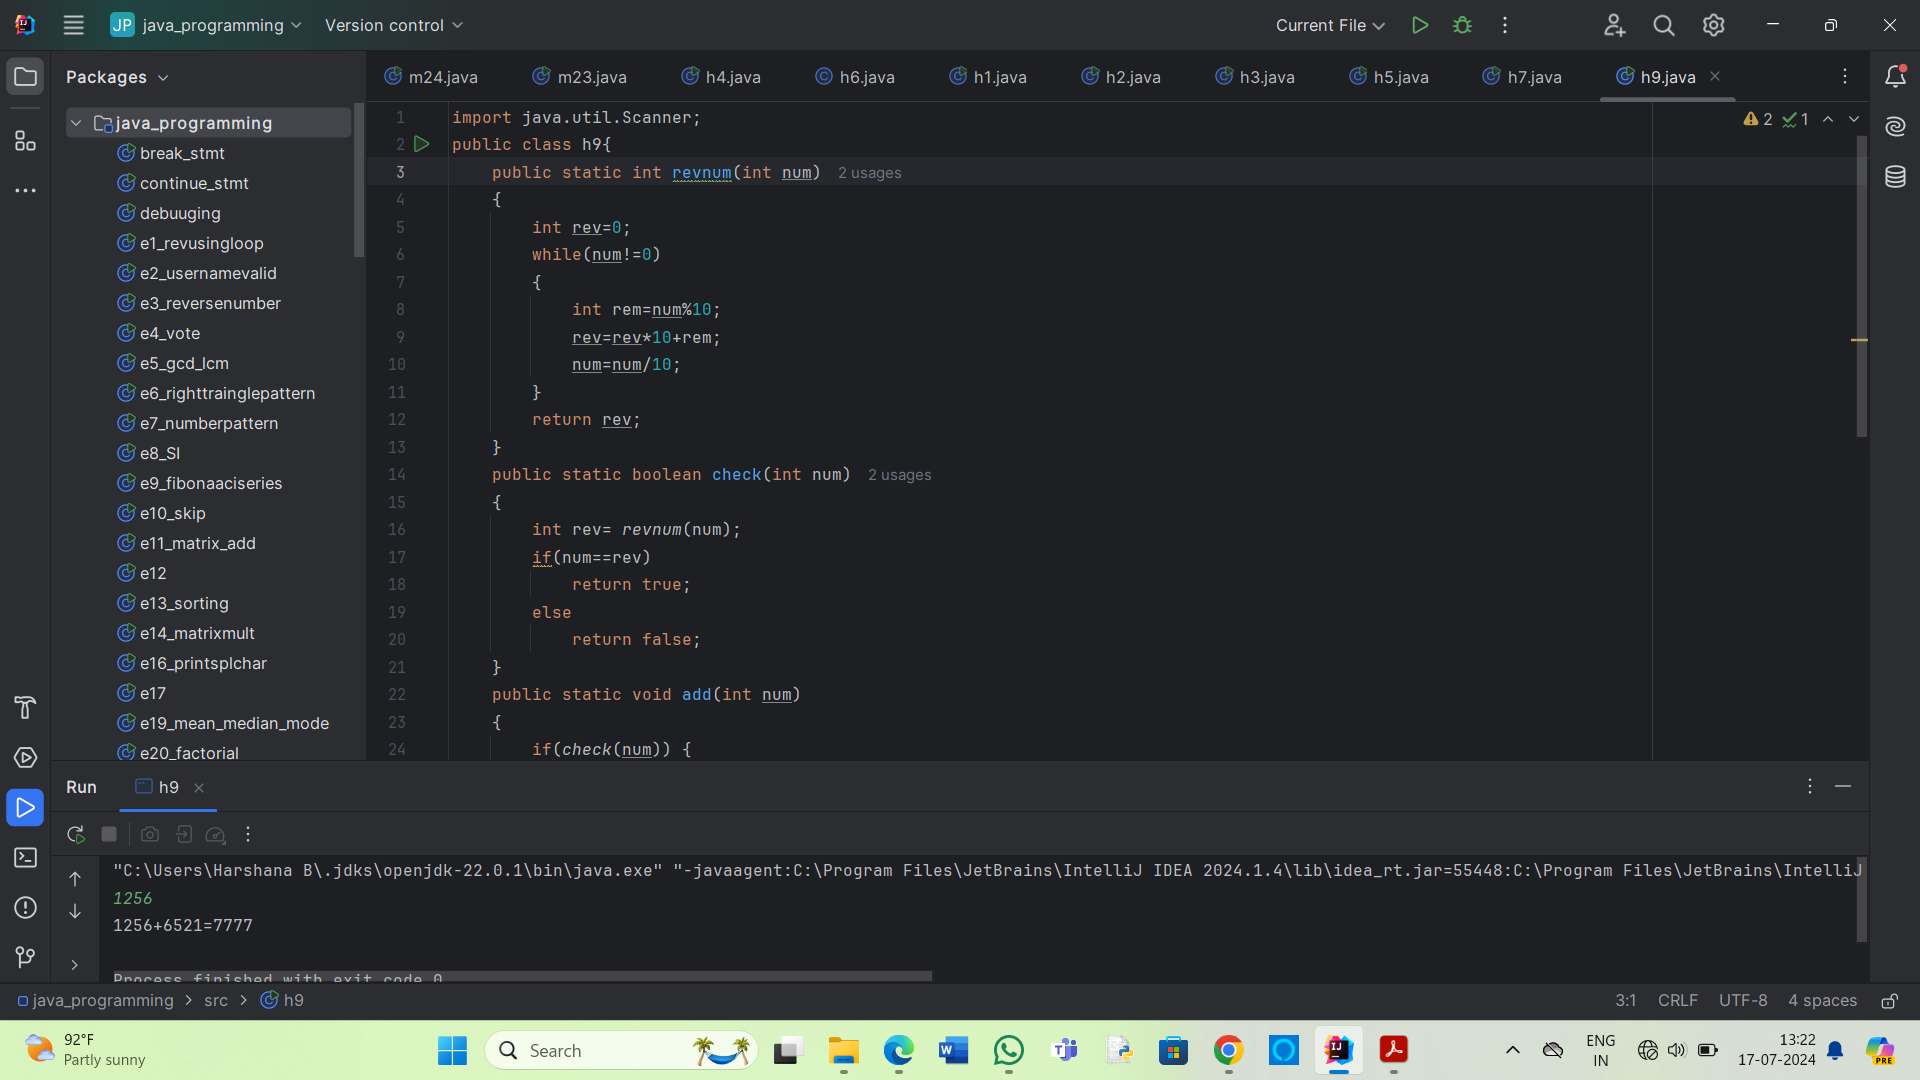 JP java_programming Version control Current File
Packages
m24.java m23.java h4.java h6.java h1.java h2.java h3.java h5.java h7.java h9.java
java_programming
break_stmt
continue_stmt
debuuging
e1_revusingloop
e2_usernamevalid
e3_reversenumber
e4_vote
e5_gcd_lcm
e6_righttrainglepattern
e7_numberpattern
e8_SI
e9_fibonaaciseries
e10_skip
e11_matrix_add
e12
e13_sorting
e14_matrixmult
e16_printsplchar
e17
e19_mean_median_mode
e20_factorial
2 1
1 import java.util.Scanner;
2 public class h9{
3 public static int revnum(int num) 2 usages
4 {
5 int rev=0;
6 while(num!=0)
7 {
8 int rem=num%10;
9 rev=rev*10+rem;
10 num=num/10;
11 }
12 return rev;
13 }
14 public static boolean check(int num) 2 usages
15 {
16 int rev= revnum(num);
17 if(num==rev)
18 return true;
19 else
20 return false;
21 }
22 public static void add(int num)
23 {
24 if(check(num)) {
Run h9
"C:\Users\Harshana B\.jdks\openjdk-22.0.1\bin\java.exe" "-javaagent:C:\Program Files\JetBrains\IntelliJ IDEA 2024.1.4\lib\idea_rt.jar=55448:C:\Program Files\JetBrains\IntelliJ
1256
1256+6521=7777
Process finished with exit code 0
java_programming > src > h9 3:1 CRLF UTF-8 4 spaces
92°F
Partly sunny
Search
ENG
IN
13:22
17-07-2024
PRE